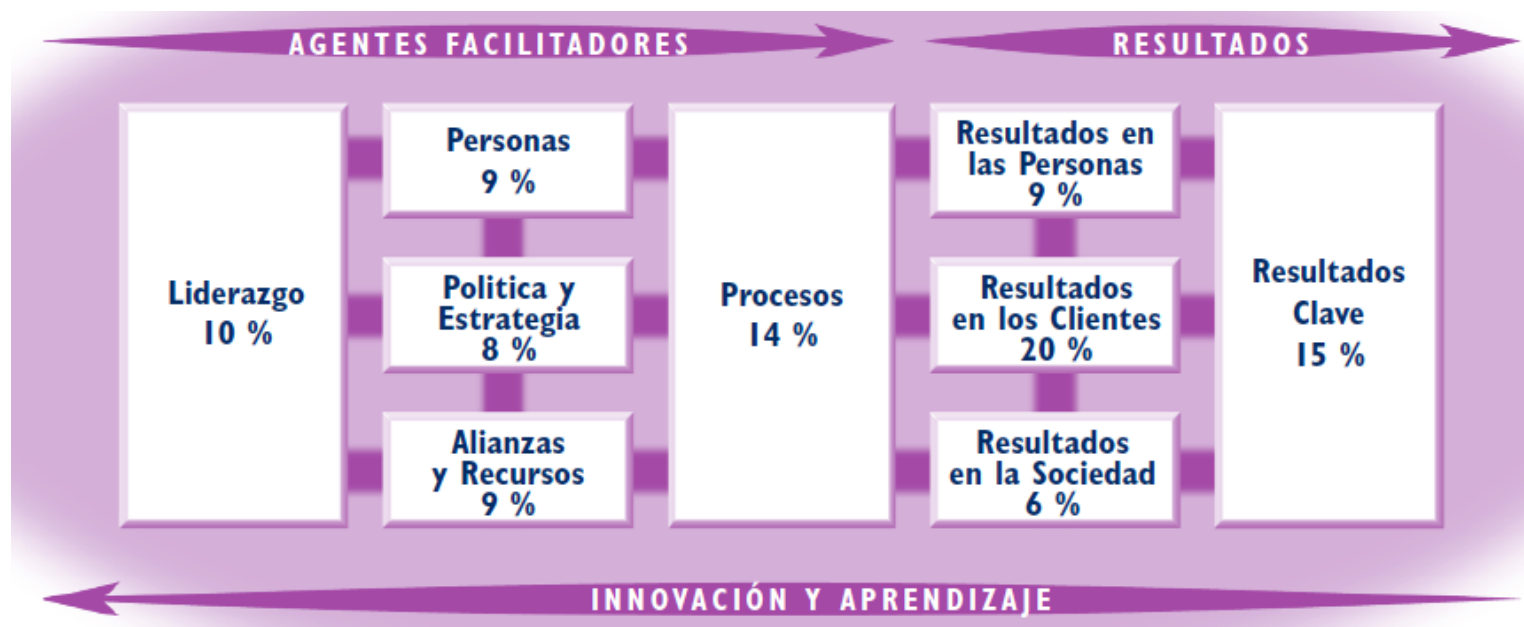 AGENTES FACILITADORES
RESULTADOS
Liderazgo
10 %
Personas
9 %
Politica y
Estrategia
8 %
Alianzas
y Recursos
9 %
Procesos
14 %
Resultados en
las Personas
9 %
Resultados
en los Clientes
20 %
Resultados
en la Sociedad
6 %
Resultados
Clave
15 %
INNOVACIÓN Y APRENDIZAJE